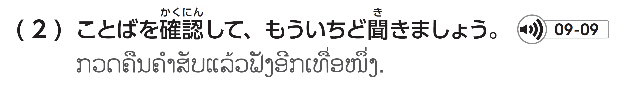 (2) ことばを確認して、もういちど聞きましょう。 09-09
ກວດຄືນຄຳສັບແລ້ວຟັງອີກເທື່ອໜຶ່ງ.